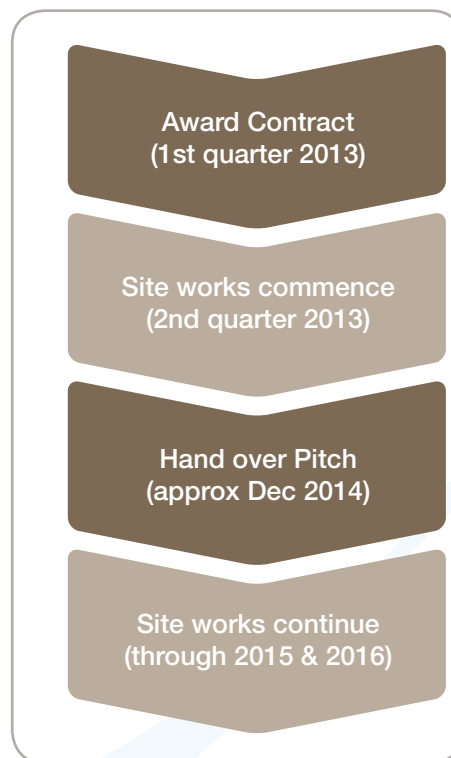 Award Contract
(1st quarter 2013)
Site works commence
(2nd quarter 2013)
Hand over Pitch
(approx Dec 2014)
Site works continue
(through 2015 & 2016)